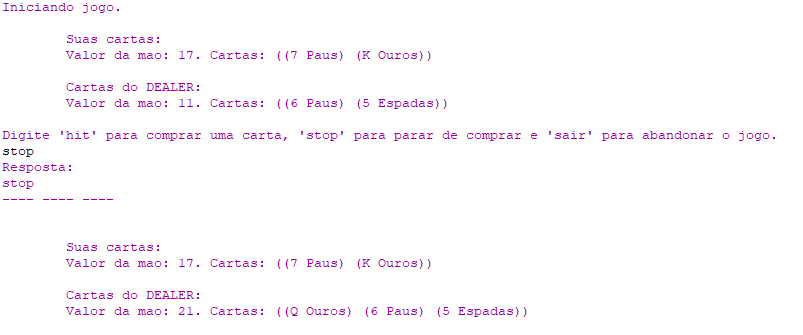 Iniciando jogo.
Suas cartas:
Valor da mao: 17. Cartas: ((7 Paus) (K Ouros))
Cartas do DEALER:
Valor da mao: 11. Cartas: ((6 Paus) (5 Espadas))
Digite 'hit' para comprar uma carta, 'stop' para parar de comprar e 'sair' para abandonar o jogo.
stop
Resposta:
stop
---- ---- ----
Suas cartas:
Valor da mao: 17. Cartas: ((7 Paus) (K Ouros))
Cartas do DEALER:
Valor da mao: 21. Cartas: ((Q Ouros) (6 Paus) (5 Espadas))